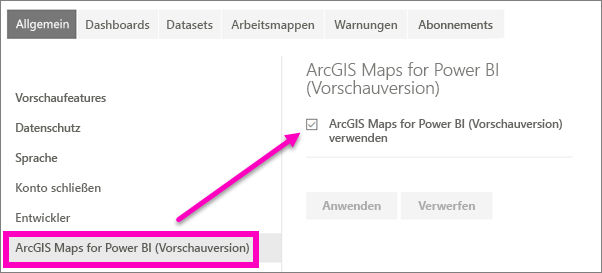 Allgemein Dashboards Datasets Arbeitsmappen Warnungen Abonnements
Vorschaufeatures
Datenschutz
Sprache
Konto schließen
Entwickler
ArcGIS Maps for Power BI (Vorschauversion)
ArcGIS Maps for Power BI
(Vorschauversion)
ArcGIS Maps for Power BI (Vorschauversion)
verwenden
Anwenden Verwerfen